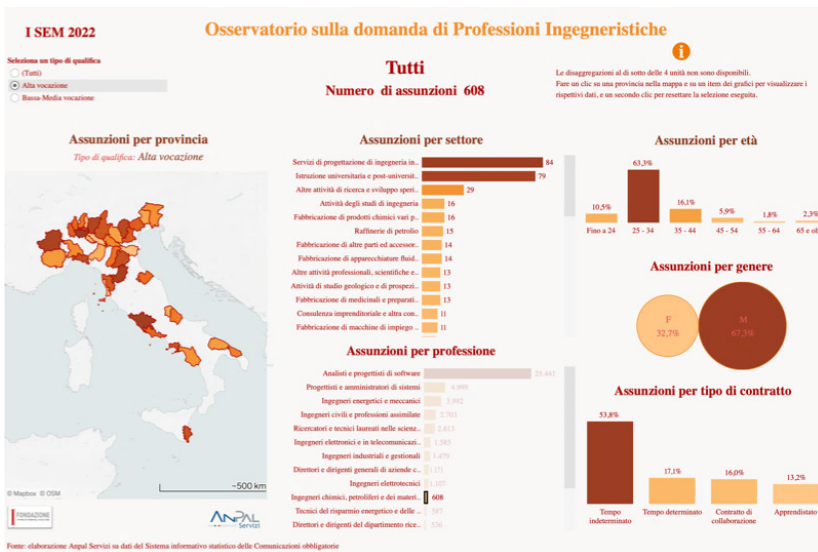 I SEM 2022
Osservatorio sulla domanda di Professioni Ingegneristiche
Seleziona un tipo di qualifica
(Tutti)
Alta vocazione
Bassa-Media vocazione
Tutti
Numero di assunzioni 608
i
Le disaggregazioni al di sotto delle 4 unità non sono disponibili.
Fare un clic su una provincia nella mappa e su un item dei grafici per visualizzare i
rispettivi dati, e un secondo clic per resettare la selezione eseguita.
Assunzioni per provincia
Tipo di qualifica: Alta vocazione
© Mapbox © OSM
~500 km
FONDAZIONE
ANPAL
Servizi
Assunzioni per settore
Servizi di progettazione di ingegneria in.. 84
Istruzione universitaria e post-universit.. 79
Altre attività di ricerca e sviluppo speri.. 29
Attività degli studi di ingegneria 16
Fabbricazione di prodotti chimici vari p.. 16
Raffinerie di petrolio 15
Fabbricazione di altre parti ed accessor.. 14
Fabbricazione di apparecchiature fluid.. 14
Altre attività professionali, scientifiche e.. 13
Attività di studio geologico e di prospezi.. 13
Fabbricazione di medicinali e preparati.. 13
Consulenza imprenditoriale e altra con.. 11
Fabbricazione di macchine di impiego .. 11
Assunzioni per professione
Analisti e progettisti di software 25.441
Progettisti e amministratori di sistemi
Ingegneri energetici e meccanici 3.992
Ingegneri civili e professioni assimilate 2.703
Ricercatori e tecnici laureati nelle scienz.. 2.615
Ingegneri elettronici e in telecomunicazi..
Ingegneri industriali e gestionali 1.479
Direttori e dirigenti generali di aziende c..
Ingegneri elettrotecnici
Ingegneri chimici, petroliferi e dei materi.. 608
Tecnici del risparmio energetico e delle .. 587
Direttori e dirigenti del dipartimento rice..
Assunzioni per età
10,5% 63,3% 16,1% 5,9% 1,8% 2,3%
Fino a 24 25 - 34 35 - 44 45 - 54 55 - 64 65 e ol
Assunzioni per genere
F
32,7%
M
67,3%
Assunzioni per tipo di contratto
53,8% 17,1% 16,0% 13,2%
Tempo indeterminato
Tempo determinato
Contratto di collaborazione
Apprendistato
Fonte: elaborazione Anpal Servizi su dati del Sistema informativo statistico delle Comunicazioni obbligatorie